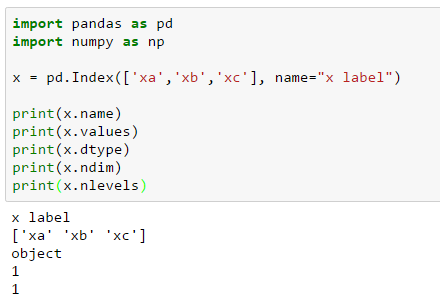 import pandas as pd
import numpy as np
x = pd.Index(['xa','xb','xc'], name="x label")
print(x.name)
print(x.values)
print(x.dtype)
print(x.ndim)
print(x.nlevels)
x label
['xa' 'xb' 'xc']
object
1
1